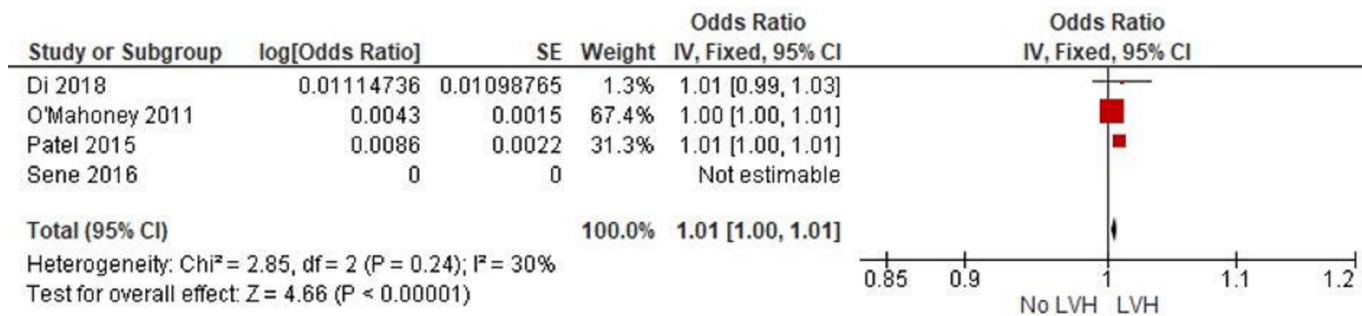 Odds Ratio Odds Ratio
Study or Subgroup log[Odds Ratio] SE Weight IV, Fixed, 95% CI IV, Fixed, 95% CI
Di 2018 0.01114736 0.01098765 1.3% 1.01 [0.99, 1.03]
O'Mahoney 2011 0.0043 0.0015 67.4% 1.00 [1.00, 1.01]
Patel 2015 0.0086 0.0022 31.3% 1.01 [1.00, 1.01]
Sene 2016 0 0 Not estimable
Total (95% CI) 100.0% 1.01 [1.00, 1.01]
Heterogeneity: Chi² = 2.85, df = 2 (P = 0.24); I² = 30%
Test for overall effect: Z = 4.66 (P < 0.00001)
0.85 0.9 1 1.1 1.2
No LVH LVH